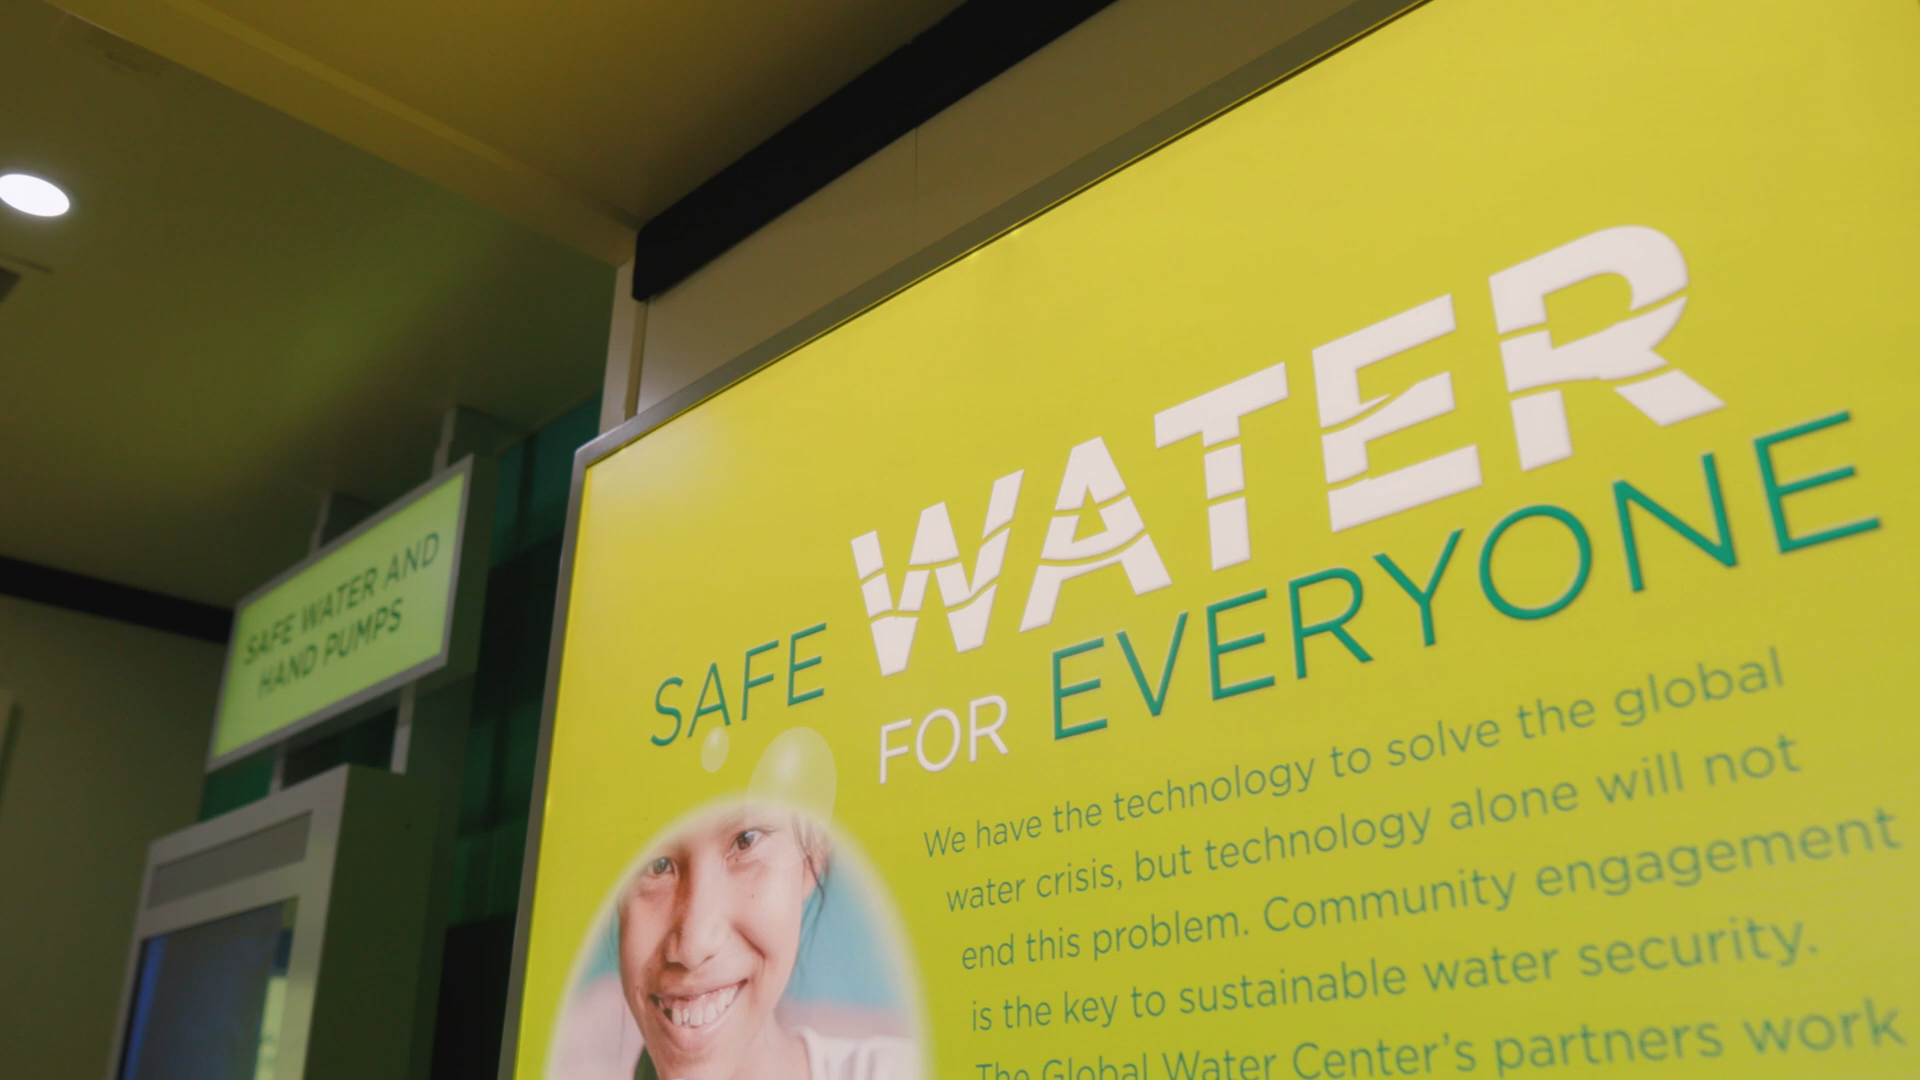 SAFE WATER AND
HAND PUMPS
SAFE WATER
FOR EVERYONE
We have the technology to solve the global
water crisis, but technology alone will not
end this problem. Community engagement
is the key to sustainable water security.
The Global Water Center's partners work